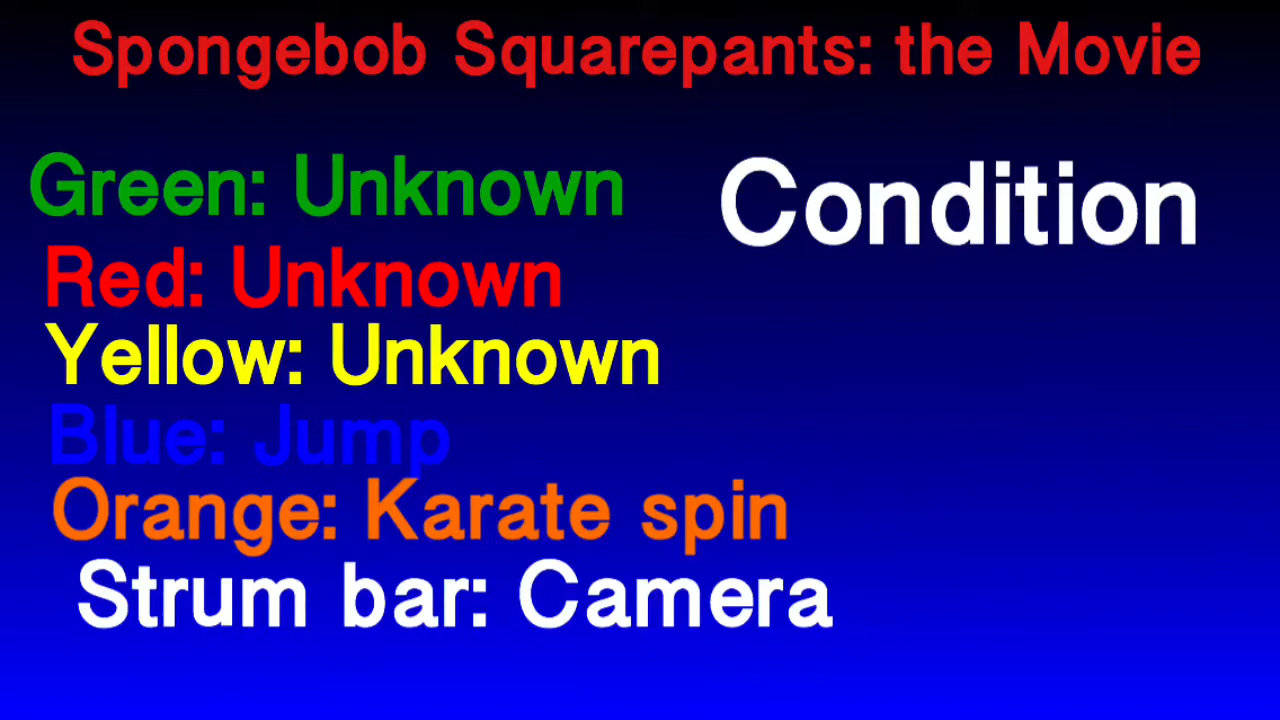 Spongebob Squarepants: the Movie
Green: Unknown
Red: Unknown
Yellow: Unknown
Blue: Jump
Orange: Karate spin
Strum bar: Camera
Condition